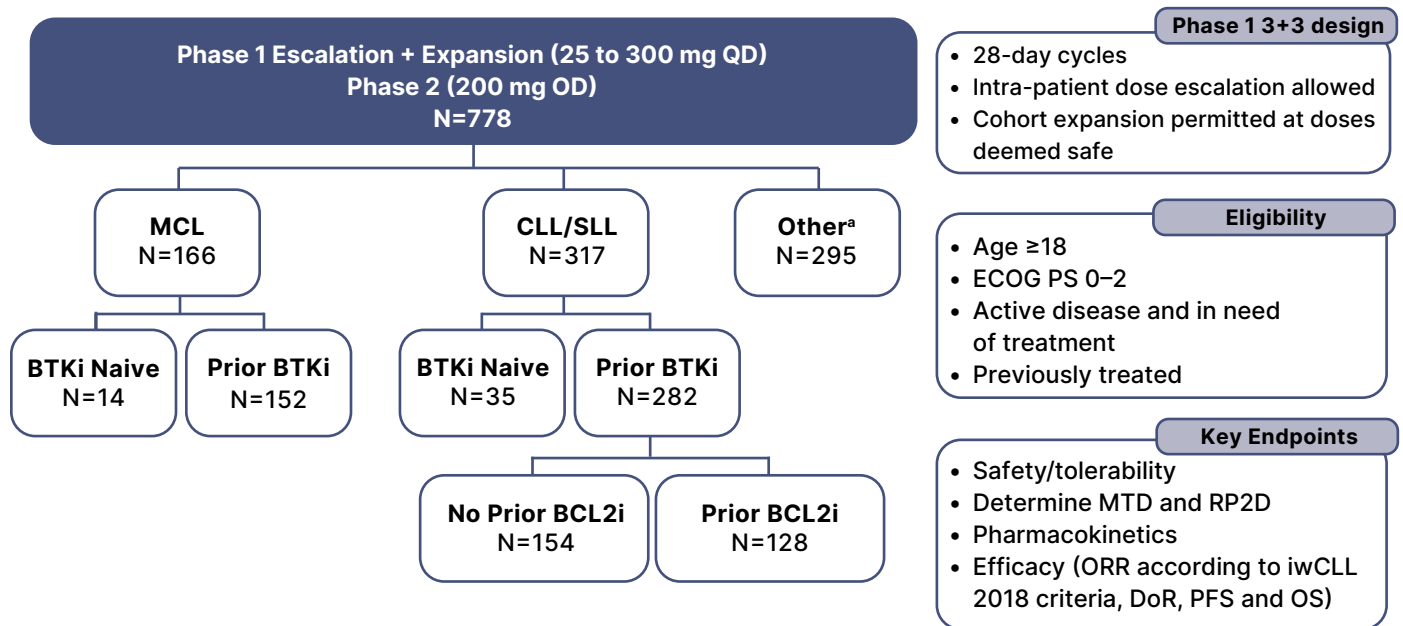 Phase 1 Escalation + Expansion (25 to 300 mg QD)
Phase 2 (200 mg OD)
N=778
MCL
N=166
CLL/SLL
N=317
Otherᵃ
N=295
BTKi Naive
N=14
Prior BTKi
N=152
BTKi Naive
N=35
Prior BTKi
N=282
No Prior BCL2i
N=154
Prior BCL2i
N=128
Phase 1 3+3 design
• 28-day cycles
• Intra-patient dose escalation allowed
• Cohort expansion permitted at doses
deemed safe
Eligibility
• Age ≥18
• ECOG PS 0–2
• Active disease and in need
of treatment
• Previously treated
Key Endpoints
• Safety/tolerability
• Determine MTD and RP2D
• Pharmacokinetics
• Efficacy (ORR according to iwCLL
2018 criteria, DoR, PFS and OS)